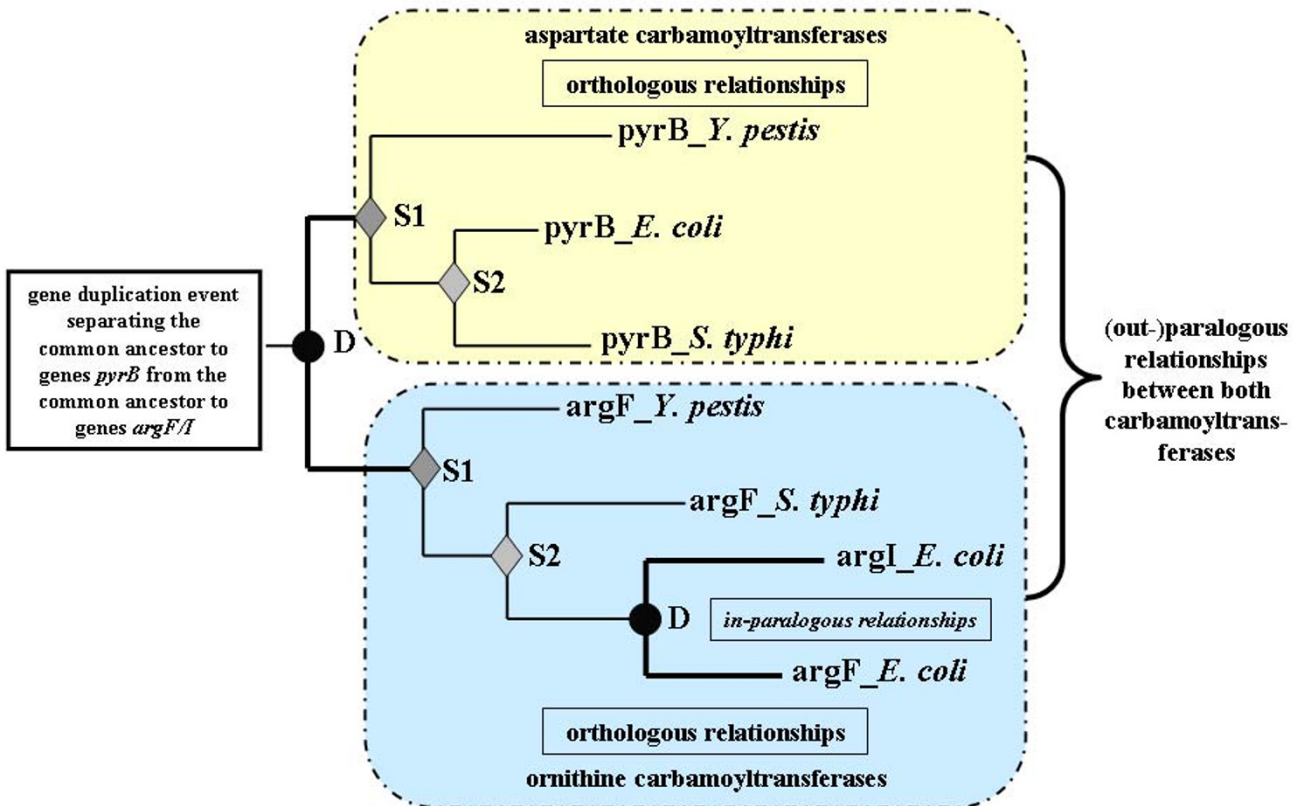 aspartate carbamoyltransferases
orthologous relationships
pyrB_Y. pestis
S1
pyrB_E. coli
S2
pyrB_S. typhi
gene duplication event
separating the
common ancestor to
genes pyrB from the
common ancestor to
genes argF/I
D
(out-)paralogous
relationships
between both
carbamoyltrans-
ferases
argF_Y. pestis
S1
argF_S. typhi
S2
argI_E. coli
D
in-paralogous relationships
argF_E. coli
orthologous relationships
ornithine carbamoyltransferases